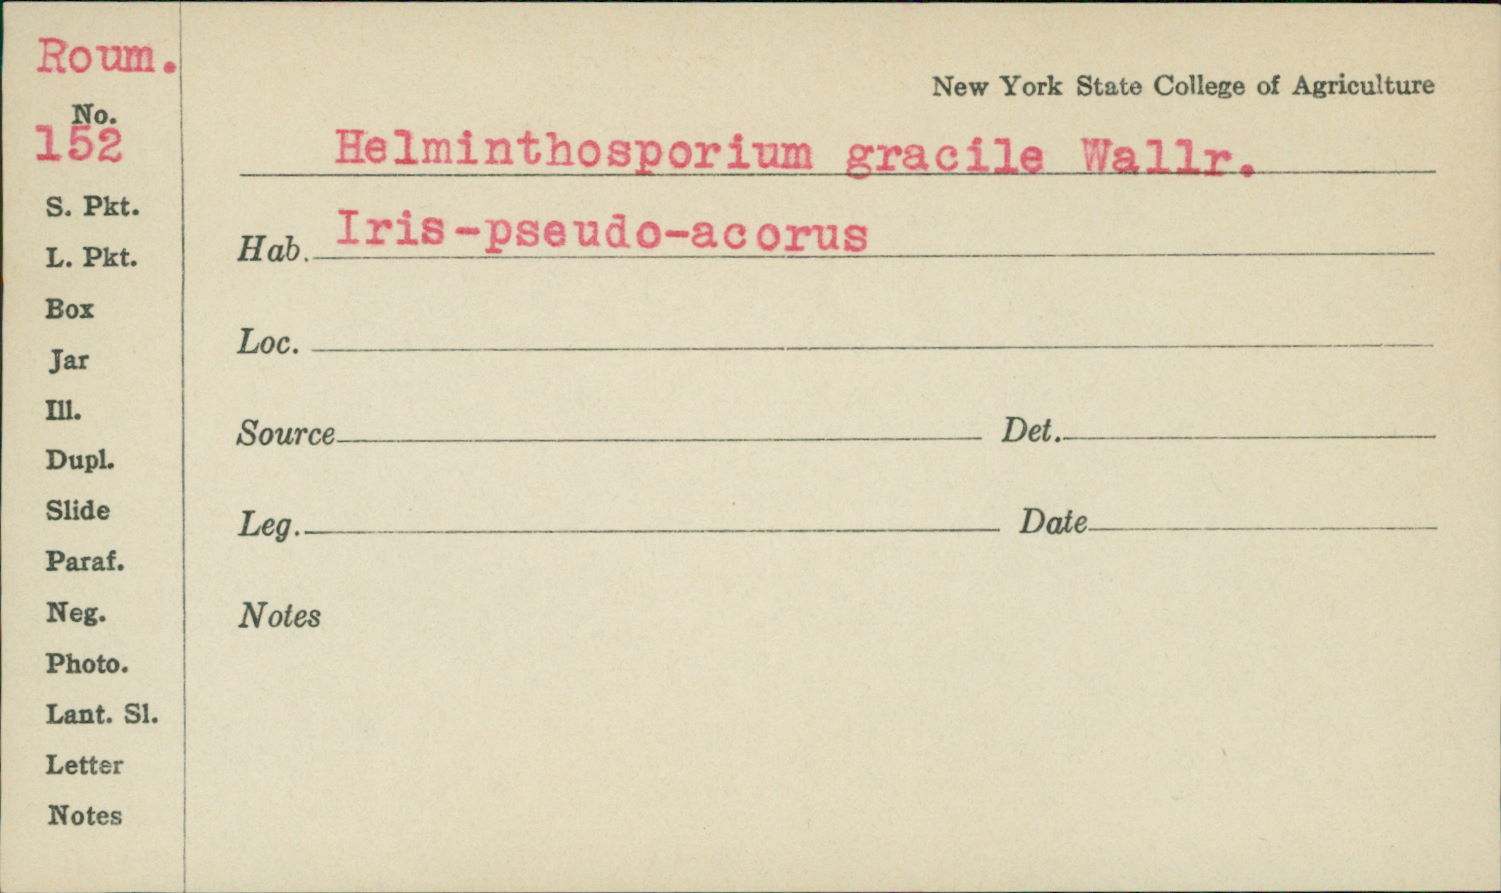 Roum.
No.
152
S. Pkt.
L. Pkt.
Box
Jar
Ill.
Dupl.
Slide
Paraf.
Neg.
Photo.
Lant. Sl.
Letter
Notes
New York State College of Agriculture
Helminthosporium gracile Wallr.
Hab. Iris-pseudo-acorus
Loc.
Source Det.
Leg. Date
Notes